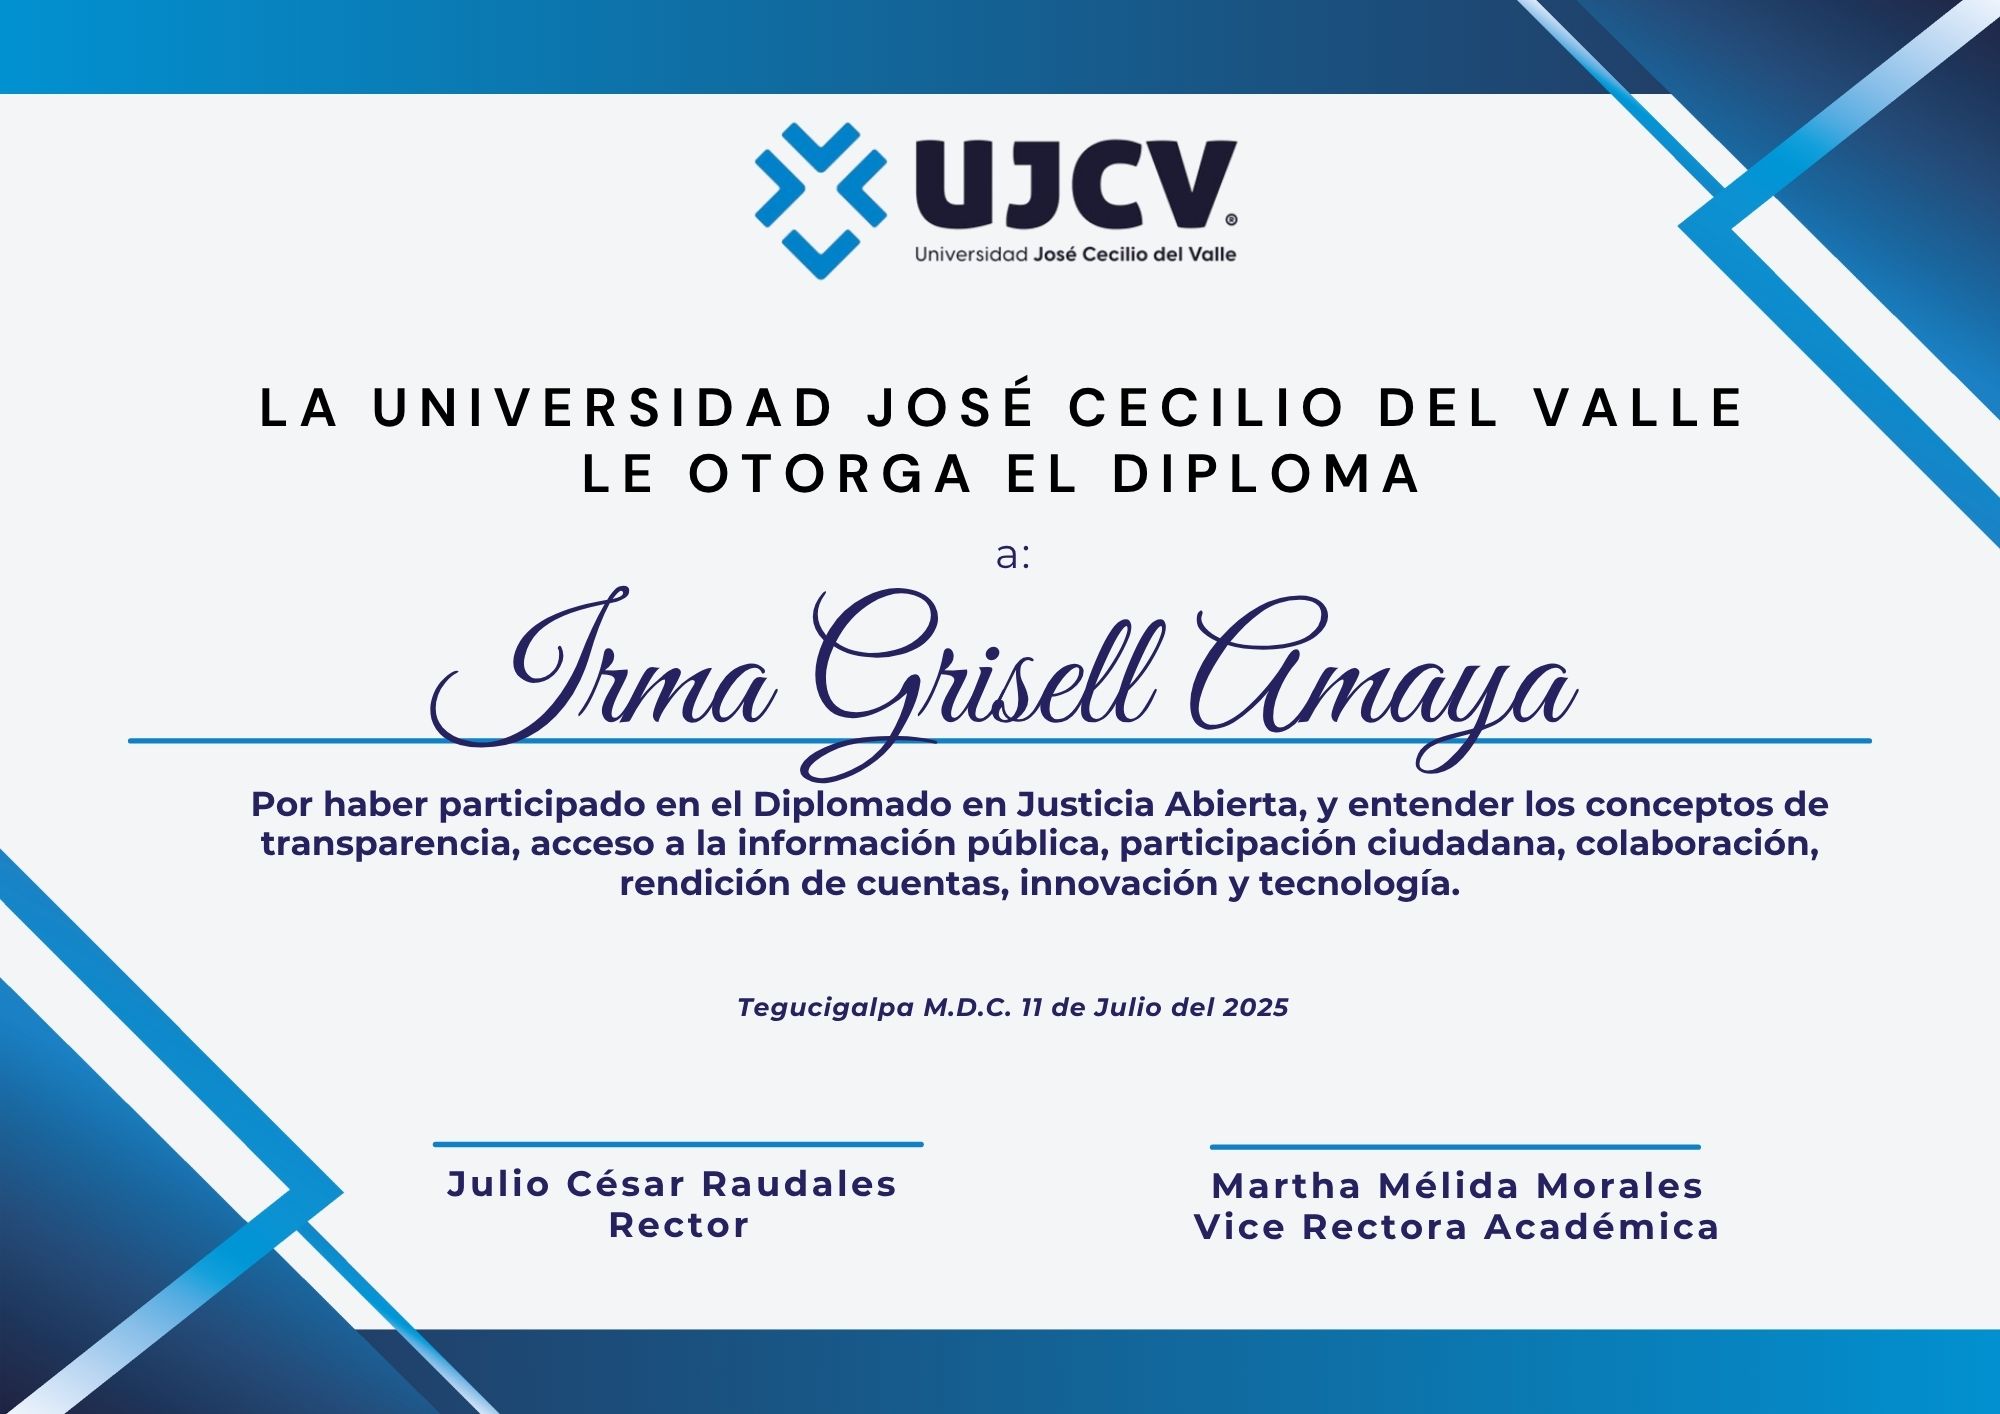 UJCV®
Universidad José Cecilio del Valle
LA UNIVERSIDAD JOSÉ CECILIO DEL VALLE
LE OTORGA EL DIPLOMA
a:
Irma Grisell Amaya
Por haber participado en el Diplomado en Justicia Abierta, y entender los conceptos de
transparencia, acceso a la información pública, participación ciudadana, colaboración,
rendición de cuentas, innovación y tecnología.
Tegucigalpa M.D.C. 11 de Julio del 2025
Julio César Raudales
Rector
Martha Mélida Morales
Vice Rectora Académica